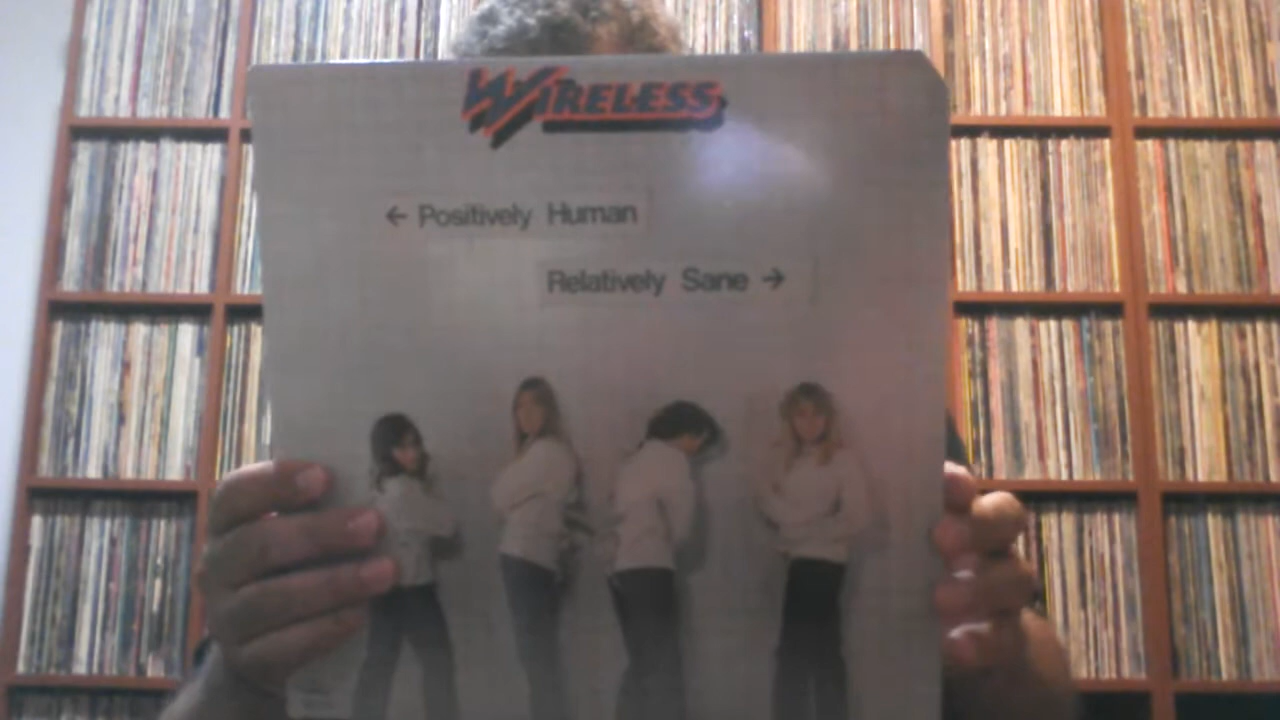 WIRELESS
← Positively Human
Relatively Sane →